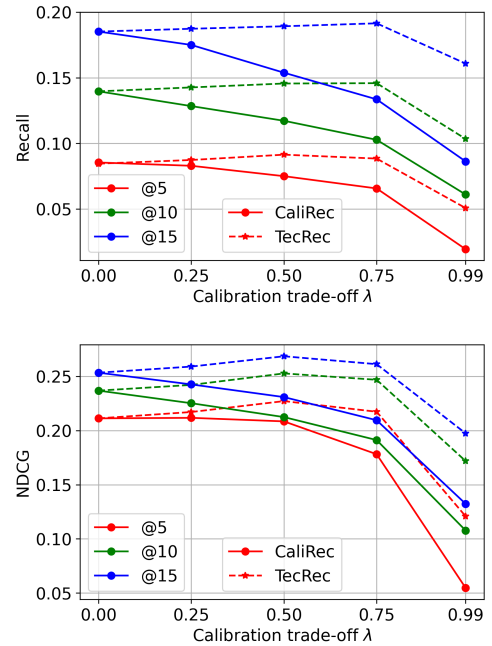 0.20
0.15
0.10
0.05
Recall
@5
@10
@15
CaliRec
TecRec
0.00 0.25 0.50 0.75 0.99
Calibration trade-off λ
0.25
0.20
0.15
0.10
0.05
NDCG
@5
@10
@15
CaliRec
TecRec
0.00 0.25 0.50 0.75 0.99
Calibration trade-off λ